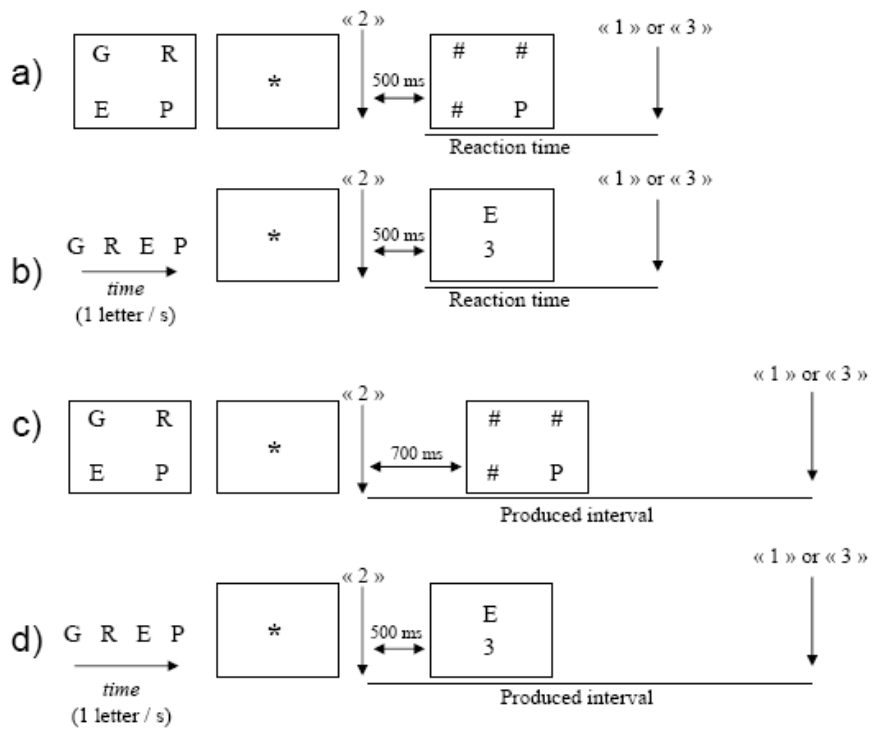 « 2 »
« 1 » or « 3 »
a)
G R
E P
*
500 ms
# #
# P
Reaction time
« 2 »
« 1 » or « 3 »
b)
G R E P
time
(1 letter / s)
*
500 ms
E
3
Reaction time
« 2 »
« 1 » or « 3 »
c)
G R
E P
*
700 ms
# #
# P
Produced interval
« 2 »
« 1 » or « 3 »
d)
G R E P
time
(1 letter / s)
*
500 ms
E
3
Produced interval